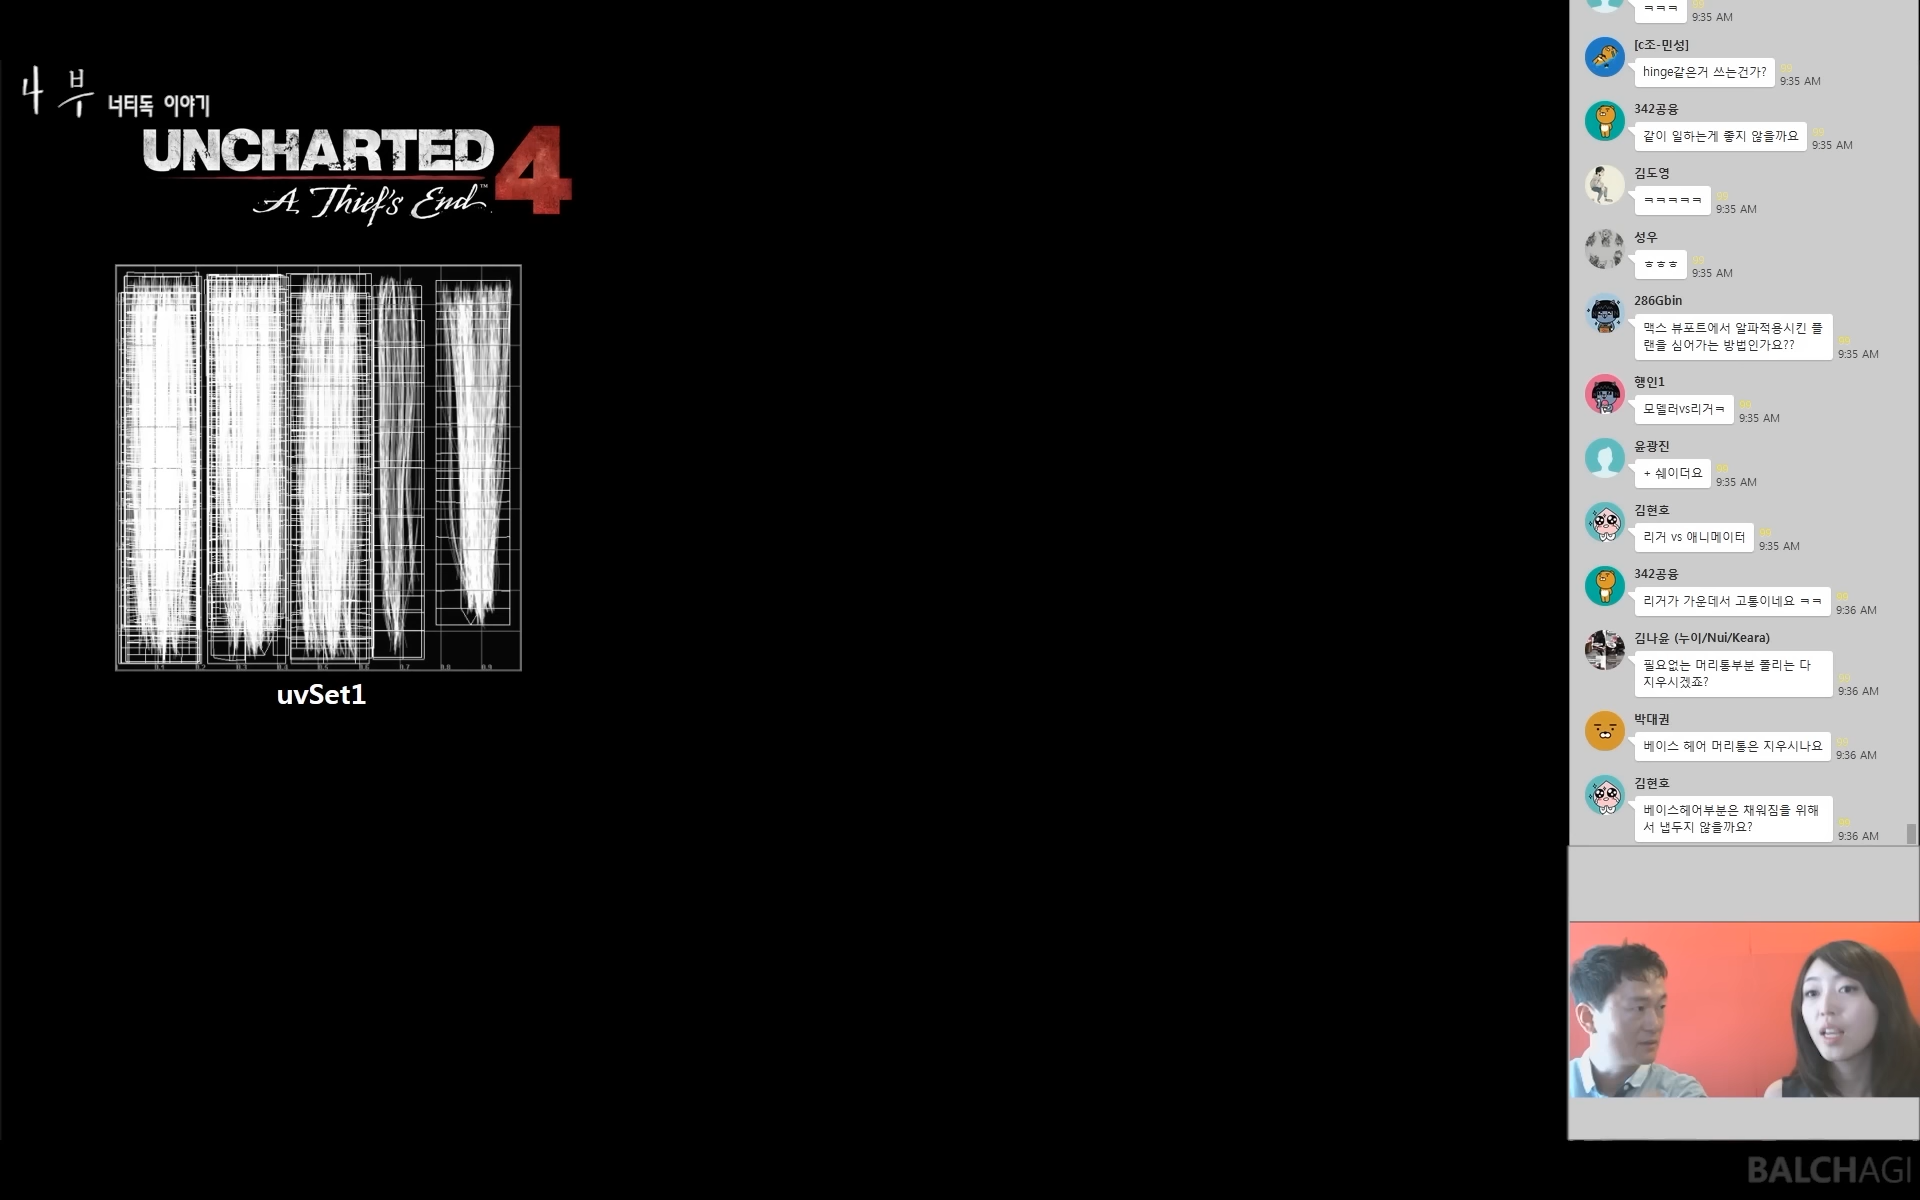 4 부 너티독 이야기
UNCHARTED 4
A Thief's End™
uvSet1
ㅋㅋㅋ
9:35 AM
[c조-민성]
hinge같은거 쓰는건가?
9:35 AM
342공융
같이 일하는게 좋지 않을까요
9:35 AM
김도영
ㅋㅋㅋㅋㅋ
9:35 AM
성우
ㅎㅎㅎ
9:35 AM
286Gbin
맥스 뷰포트에서 알파적용시킨 플
랜을 심어가는 방법인가요??
9:35 AM
행인1
모델러vs리거ㅋ
9:35 AM
윤광진
+ 쉐이더요
9:35 AM
김현호
리거 vs 애니메이터
9:35 AM
342공융
리거가 가운데서 고통이네요 ㅋㅋ
9:36 AM
김나윤 (누이/Nui/Keara)
필요없는 머리통부분 폴리는 다
지우시겠죠?
9:36 AM
박대권
베이스 헤어 머리통은 지우시나요
9:36 AM
김현호
베이스헤어부분은 채워짐을 위해
서 냅두지 않을까요?
9:36 AM
BALCHAGI